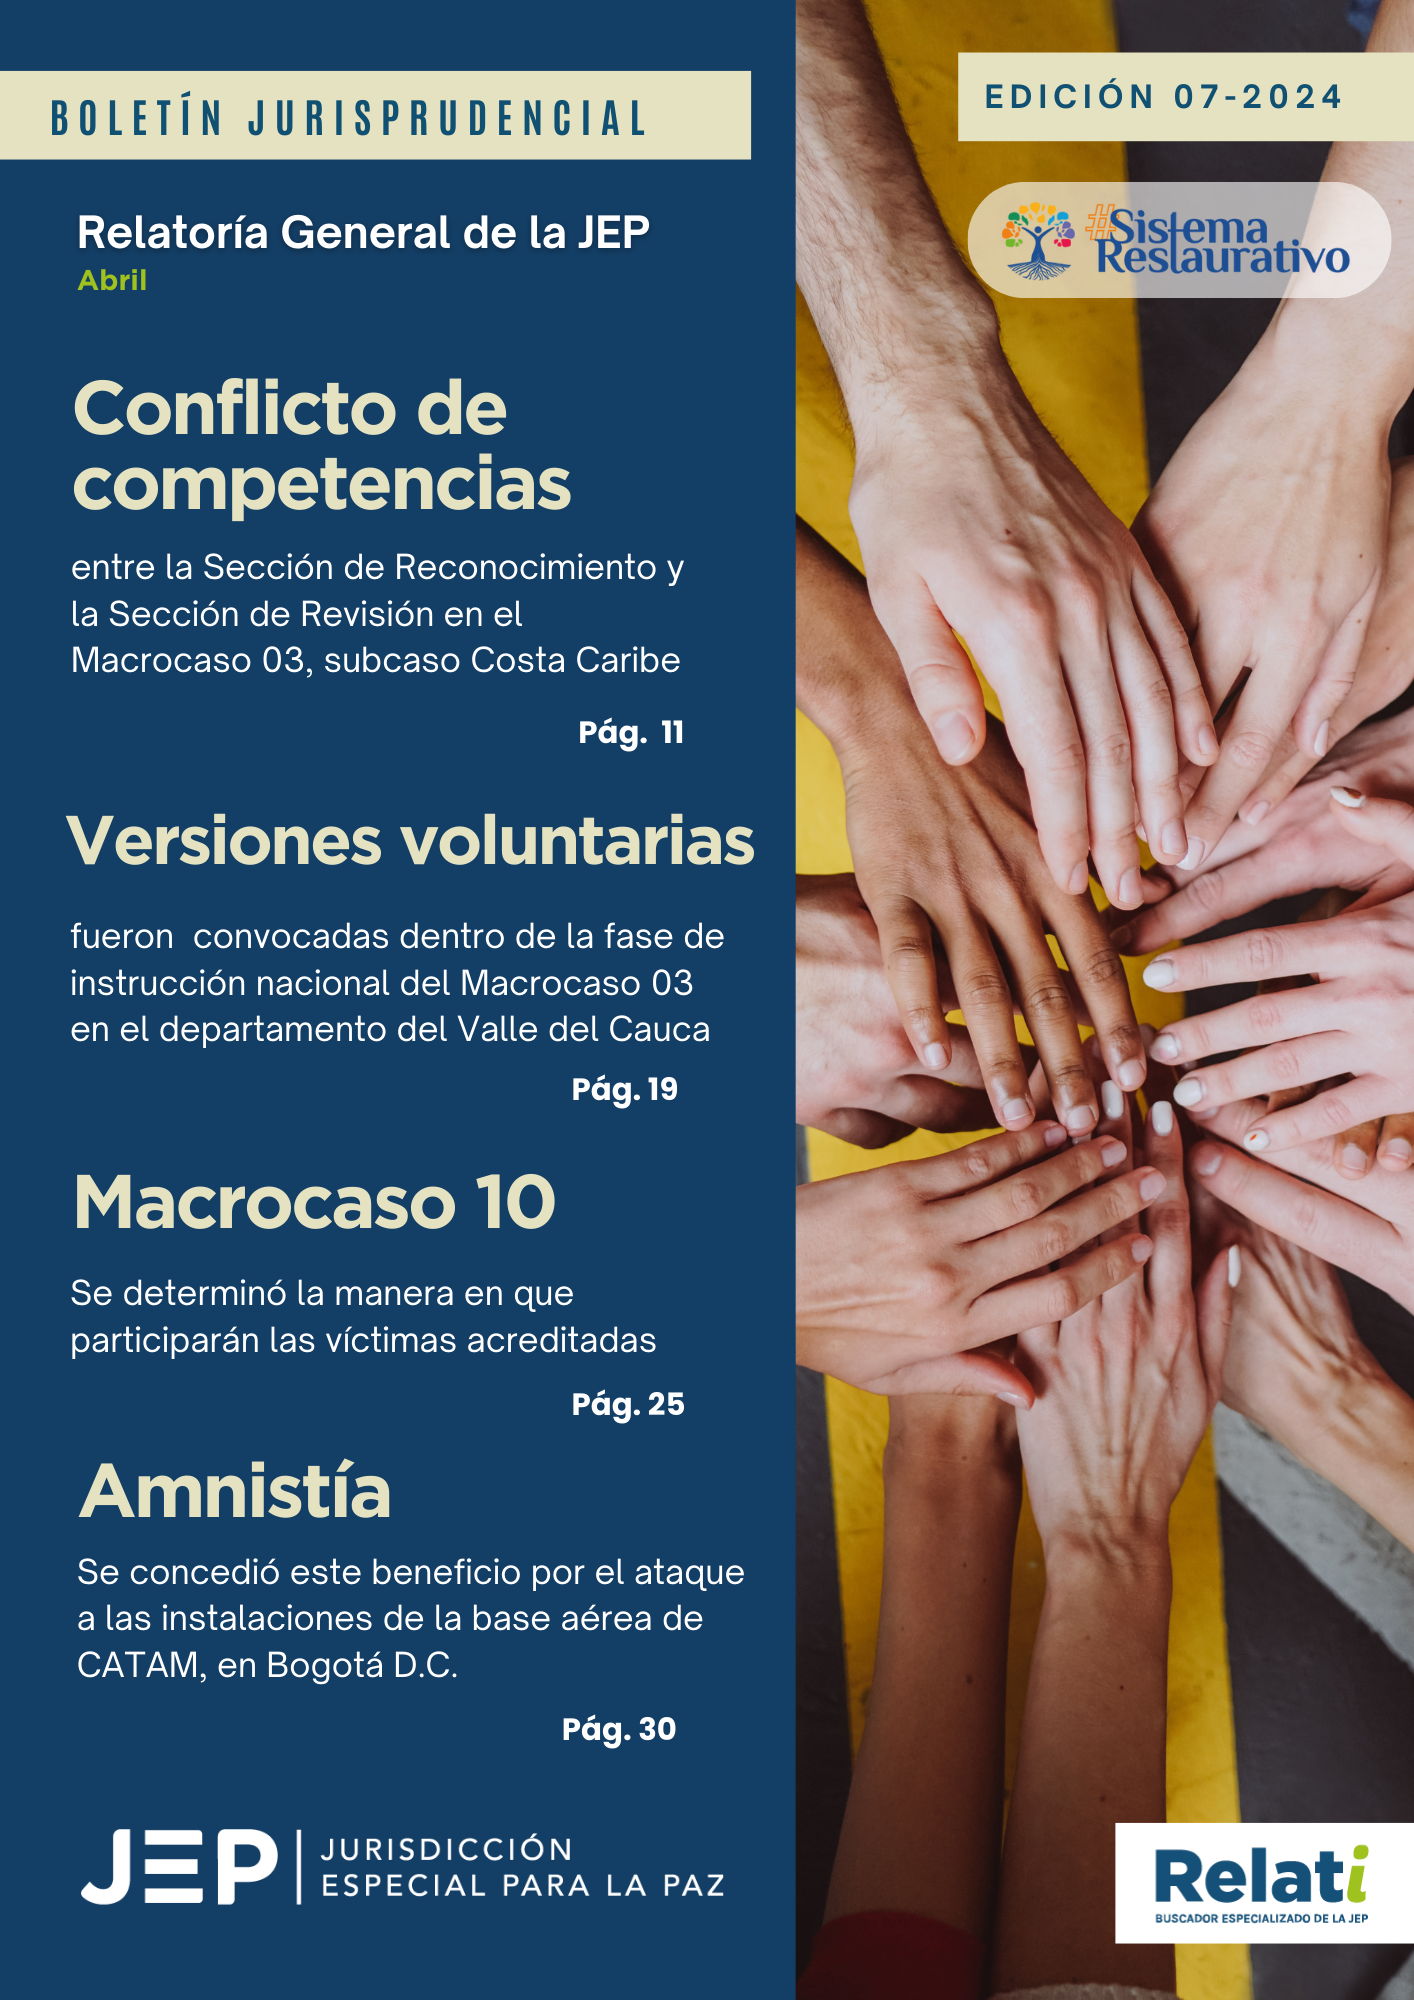 BOLETÍN JURISPRUDENCIAL
EDICIÓN 07-2024
#Sistema
Restaurativo
Relatoría General de la JEP
Abril
Conflicto de
competencias
entre la Sección de Reconocimiento y
la Sección de Revisión en el
Macrocaso 03, subcaso Costa Caribe
Pág. 11
Versiones voluntarias
fueron convocadas dentro de la fase de
instrucción nacional del Macrocaso 03
en el departamento del Valle del Cauca
Pág. 19
Macrocaso 10
Se determinó la manera en que
participarán las víctimas acreditadas
Pág. 25
Amnistía
Se concedió este beneficio por el ataque
a las instalaciones de la base aérea de
CATAM, en Bogotá D.C.
Pág. 30
JEP
JURISDICCIÓN
ESPECIAL PARA LA PAZ
Relati
BUSCADOR ESPECIALIZADO DE LA JEP